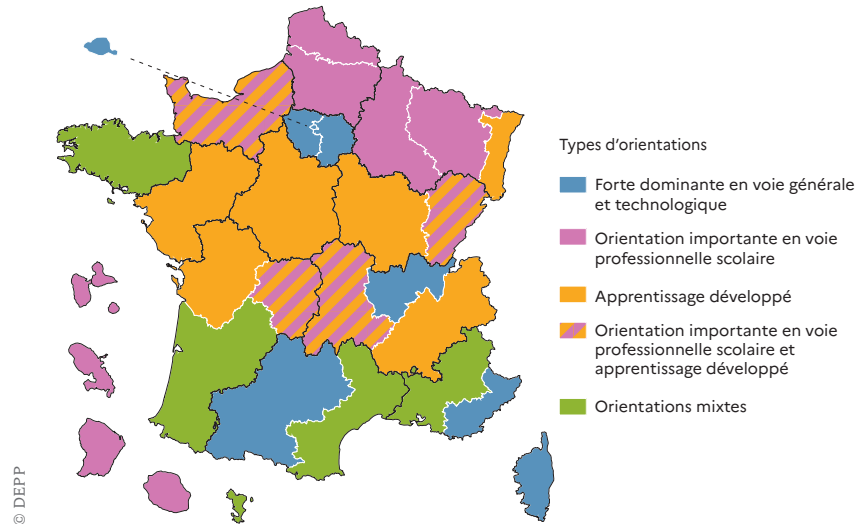 Types d’orientations
Forte dominante en voie générale
et technologique
Orientation importante en voie
professionnelle scolaire
Apprentissage développé
Orientation importante en voie
professionnelle scolaire et
apprentissage développé
Orientations mixtes
© DEPP